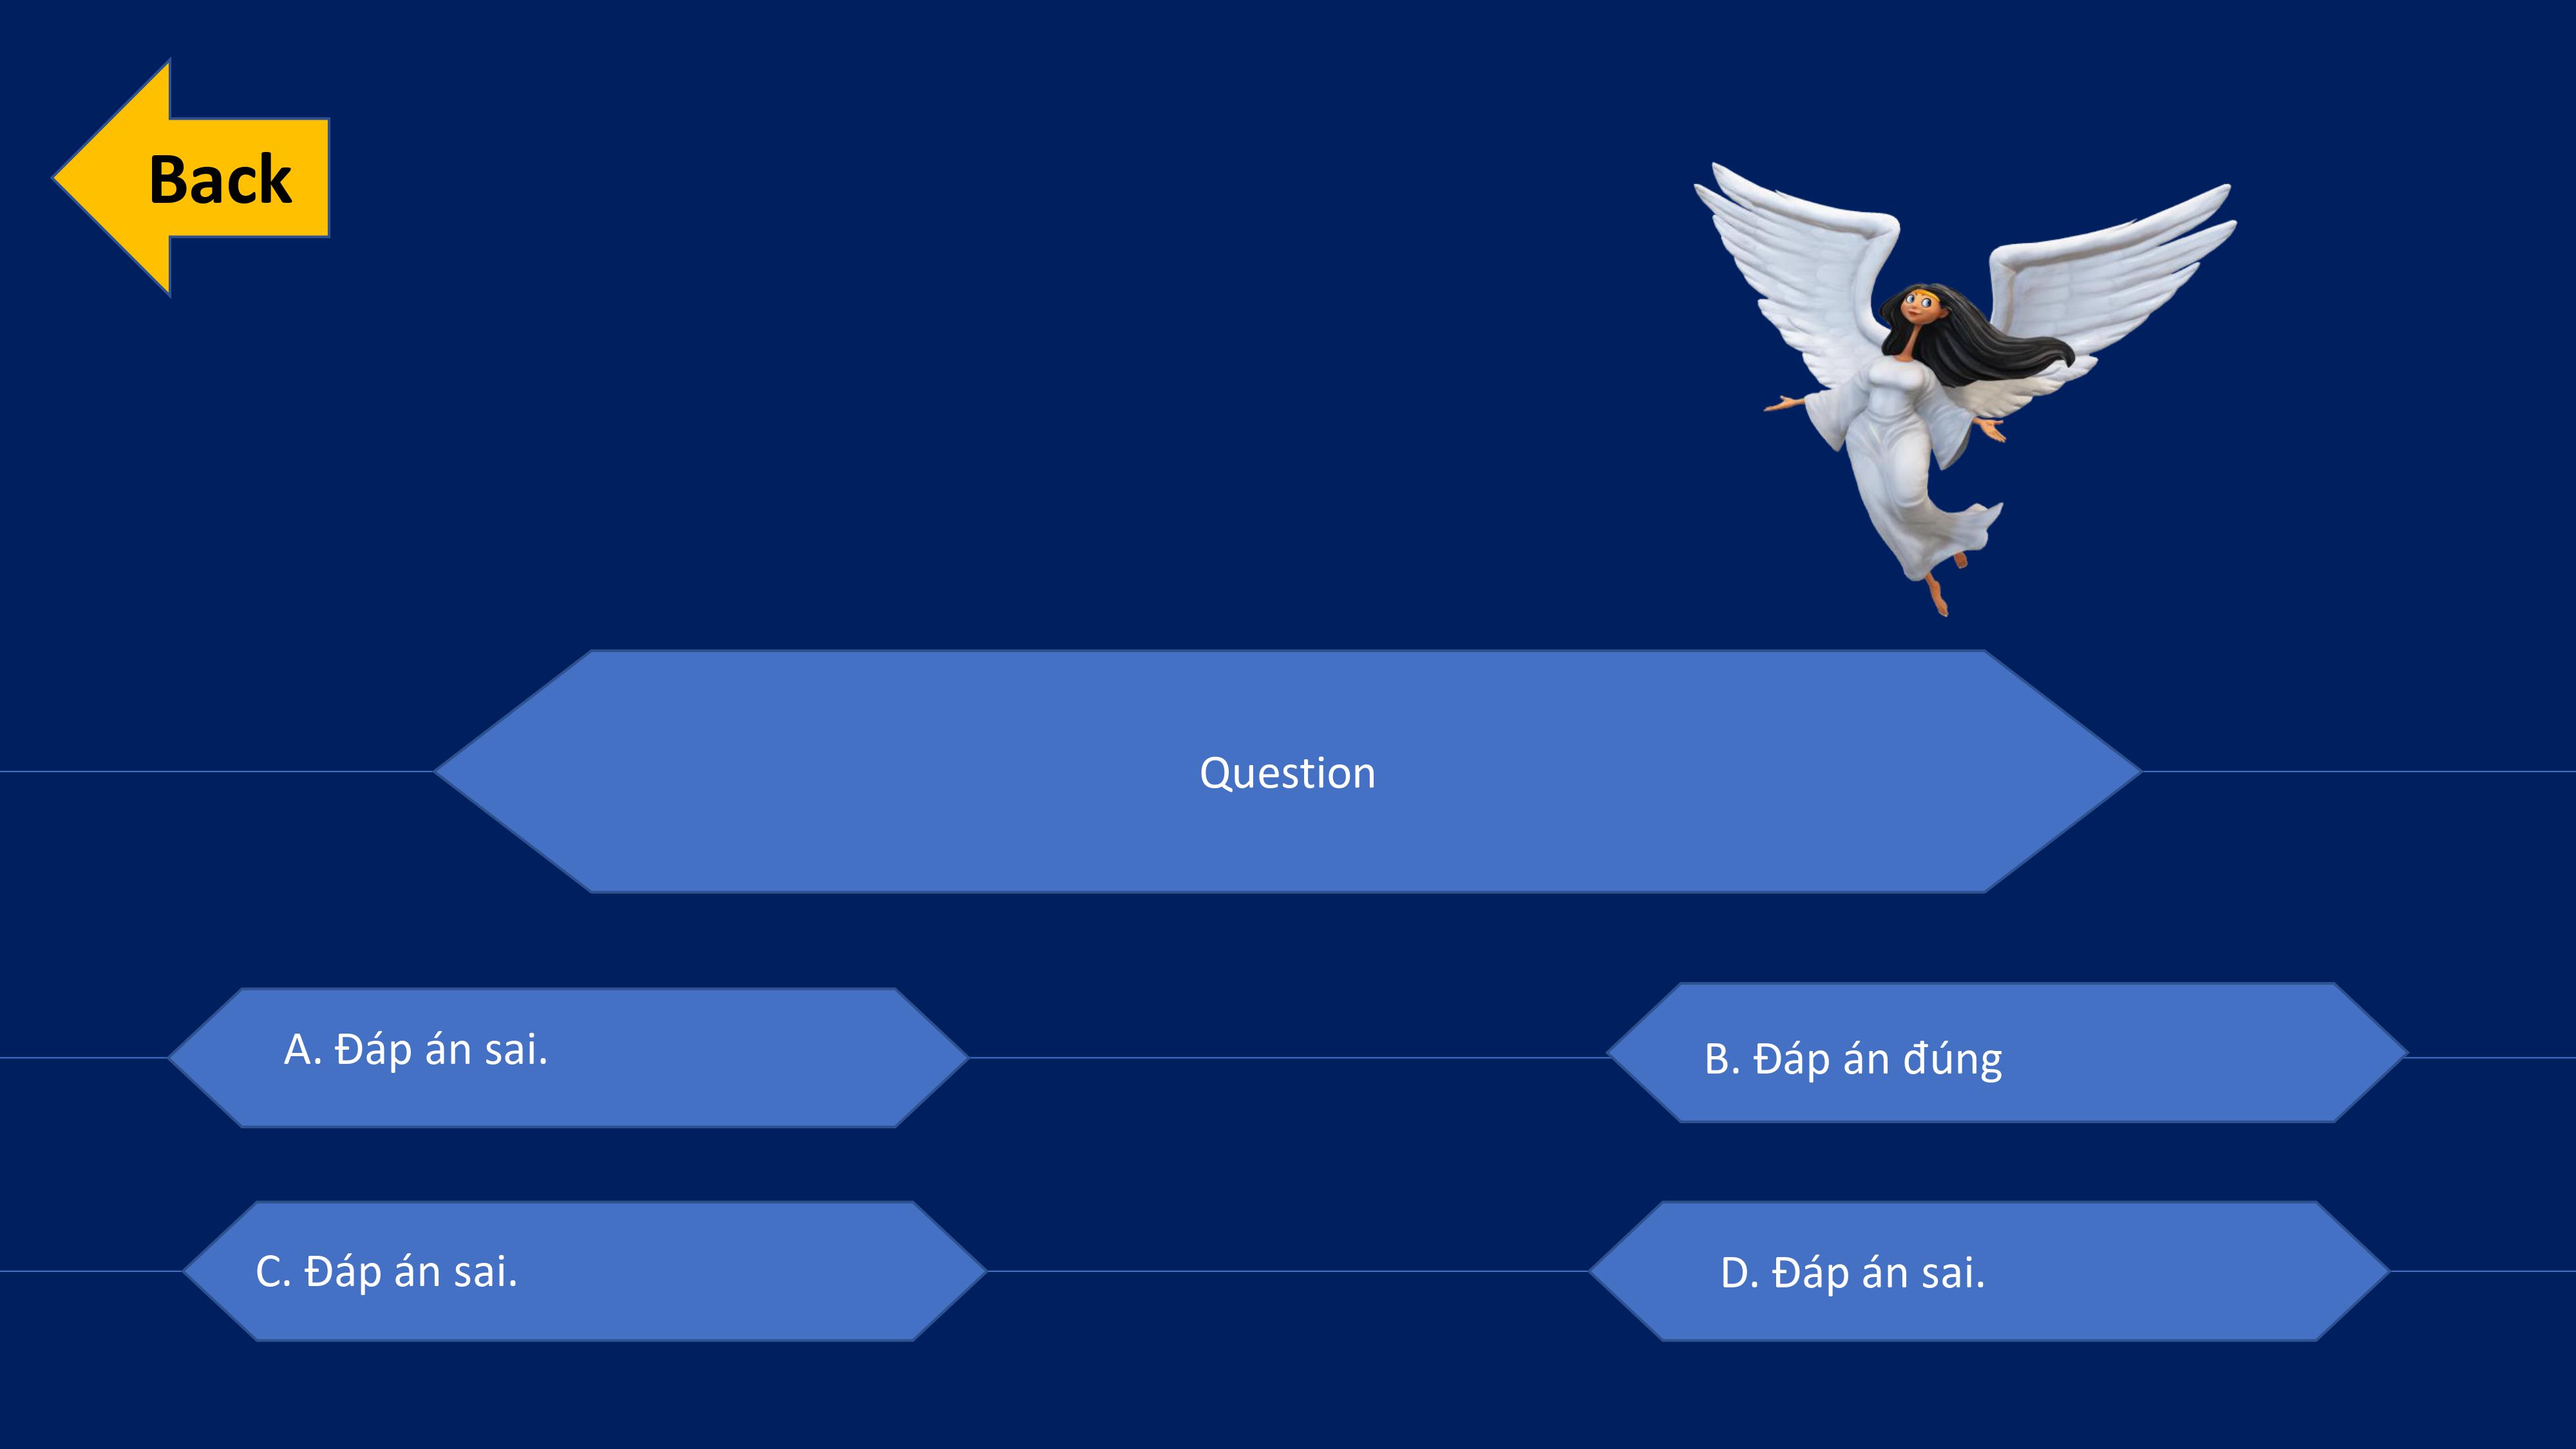 Back
Question
A. Đáp án sai.
B. Đáp án đúng
C. Đáp án sai.
D. Đáp án sai.